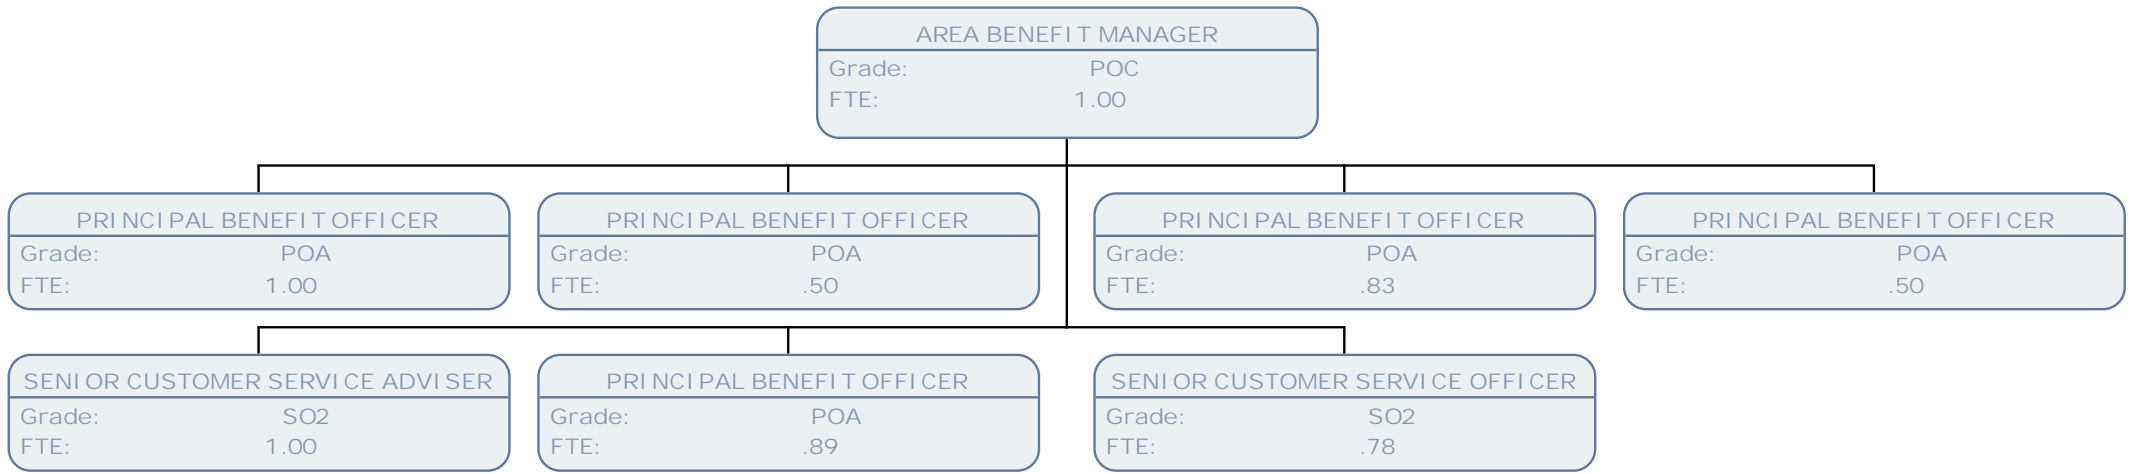 AREA BENEFIT MANAGER
Grade: POC
FTE: 1.00
PRINCIPAL BENEFIT OFFICER
Grade: POA
FTE: 1.00
PRINCIPAL BENEFIT OFFICER
Grade: POA
FTE: .50
PRINCIPAL BENEFIT OFFICER
Grade: POA
FTE: .83
PRINCIPAL BENEFIT OFFICER
Grade: POA
FTE: .50
SENIOR CUSTOMER SERVICE ADVISER
Grade: SO2
FTE: 1.00
PRINCIPAL BENEFIT OFFICER
Grade: POA
FTE: .89
SENIOR CUSTOMER SERVICE OFFICER
Grade: SO2
FTE: .78